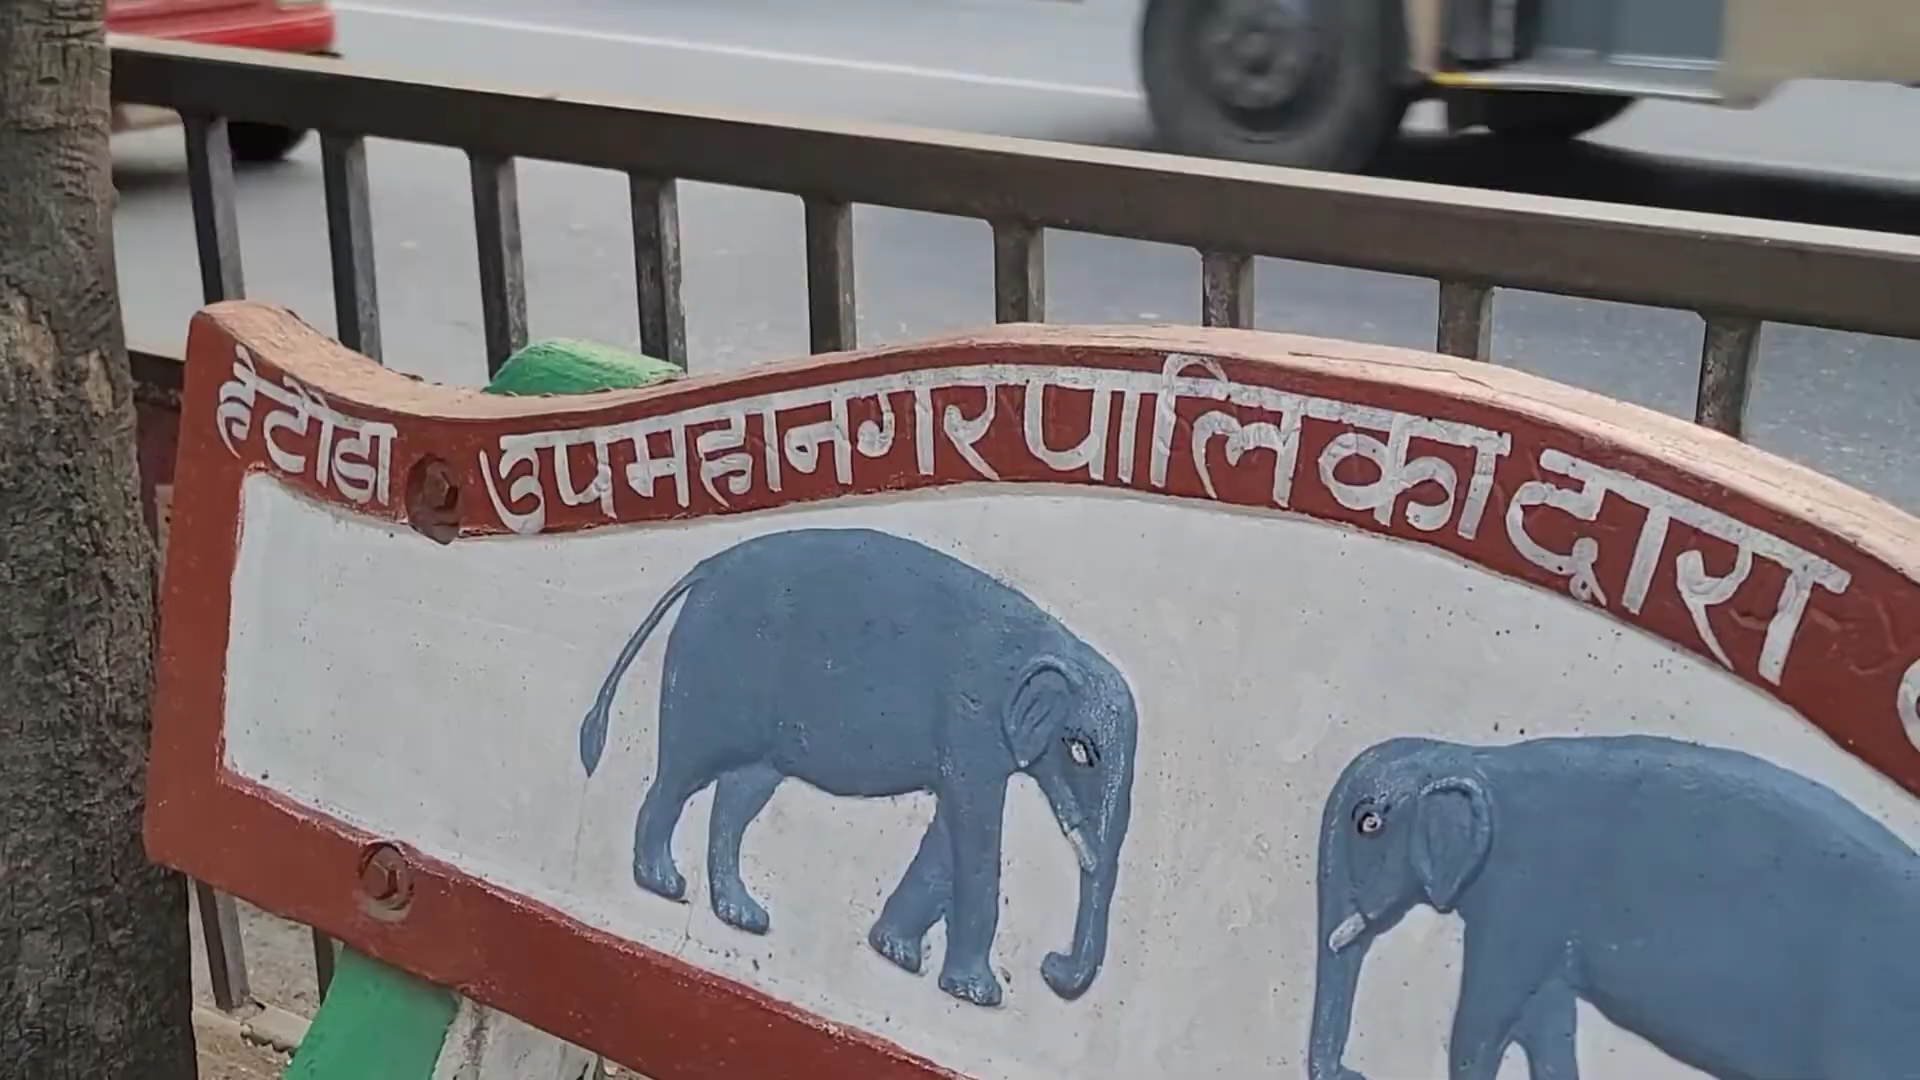 हेटौडा उपमहानगरपालिका द्वारा